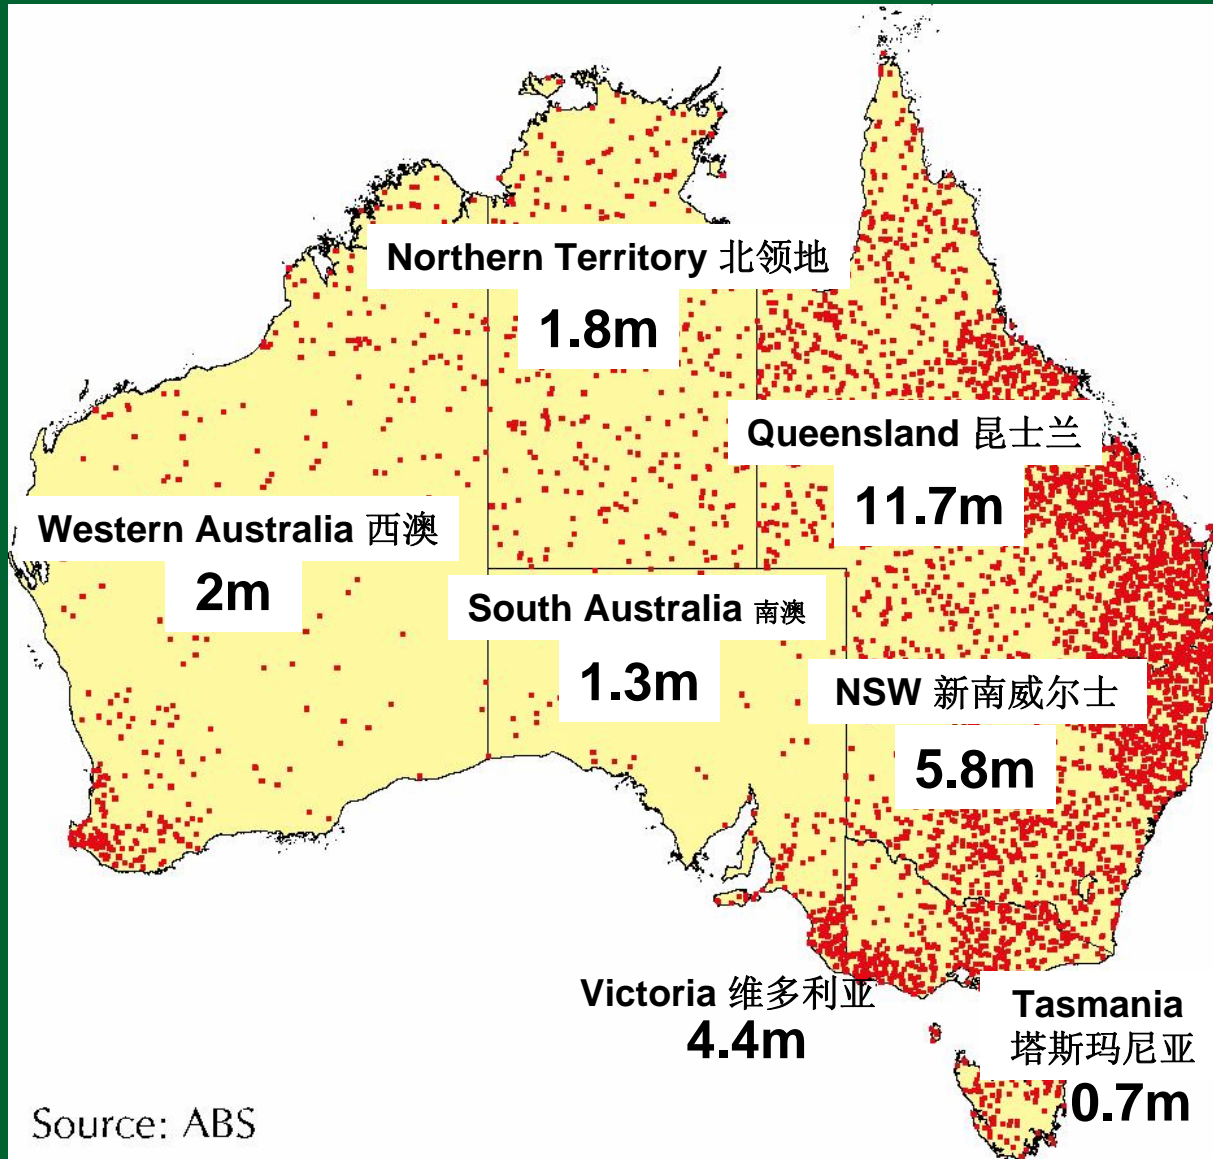 Northern Territory 北领地
1.8m
Queensland 昆士兰
11.7m
Western Australia 西澳
2m
South Australia 南澳
1.3m
NSW 新南威尔士
5.8m
Victoria 维多利亚
4.4m
Tasmania
塔斯玛尼亚
0.7m
Source: ABS